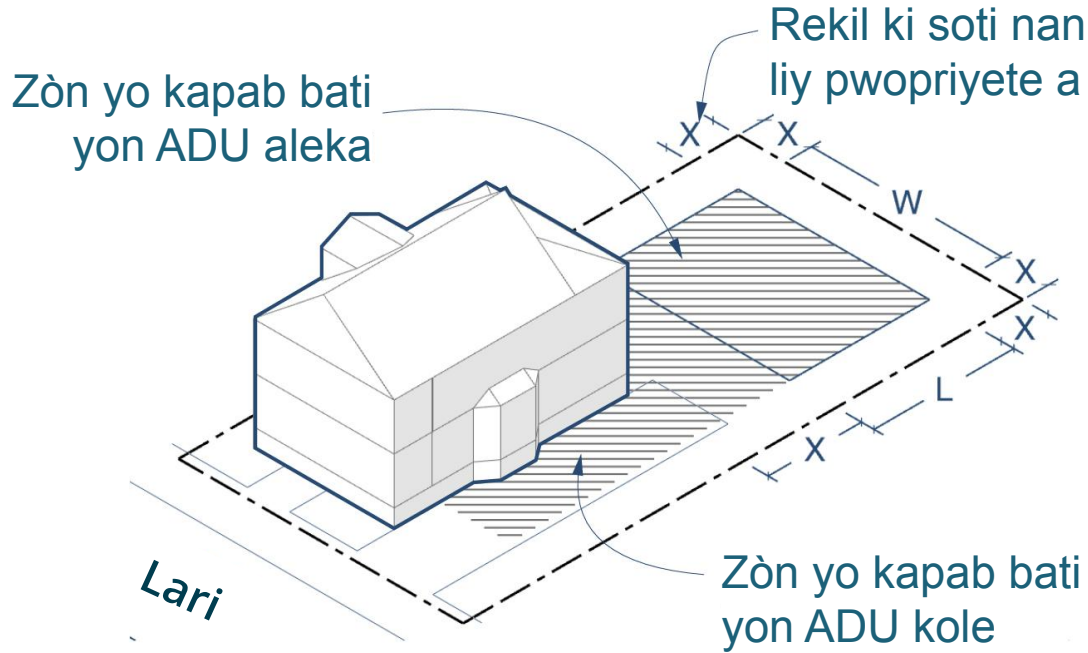 Rekil ki soti nan
liy pwopriyete a
Zòn yo kapab bati
yon ADU aleka
X
X
W
X
X
L
X
Zòn yo kapab bati
yon ADU kole
Lari